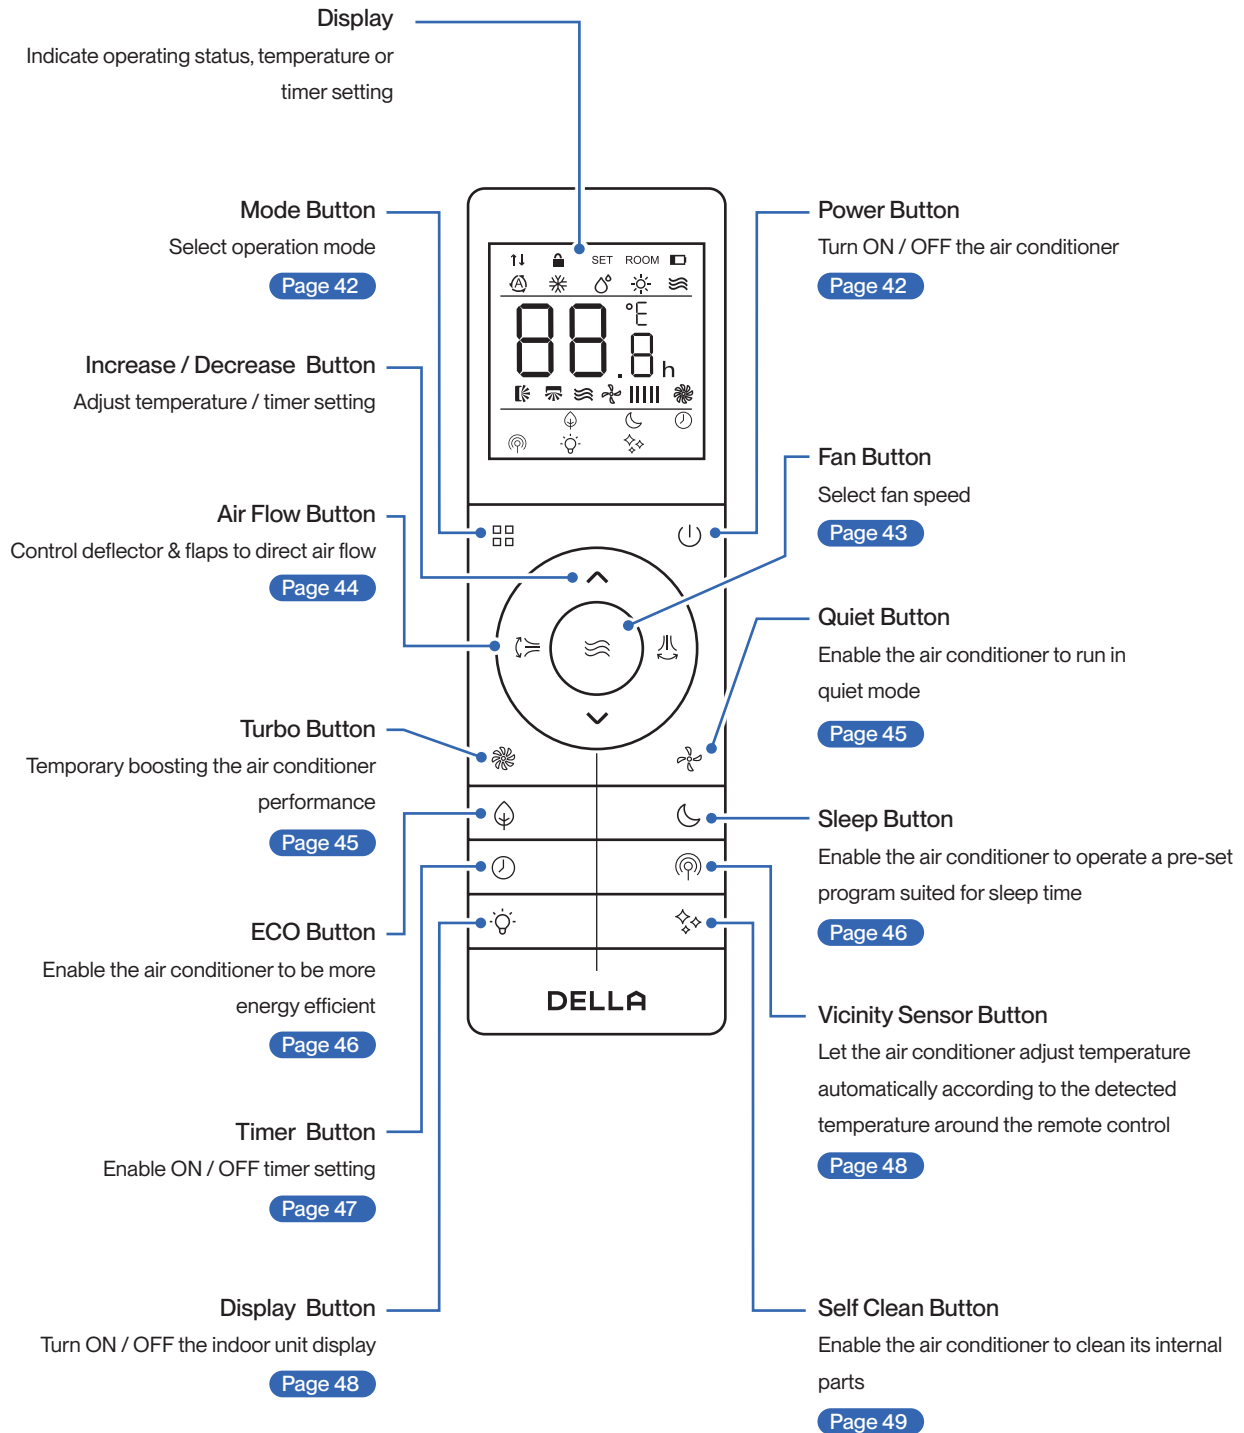 Display
Indicate operating status, temperature or
timer setting
Mode Button
Select operation mode
Page 42
Increase / Decrease Button
Adjust temperature / timer setting
Air Flow Button
Control deflector & flaps to direct air flow
Page 44
Turbo Button
Temporary boosting the air conditioner
performance
Page 45
ECO Button
Enable the air conditioner to be more
energy efficient
Page 46
Timer Button
Enable ON / OFF timer setting
Page 47
Display Button
Turn ON / OFF the indoor unit display
Page 48
SET ROOM
A
°E
88.8h
DELLA
Power Button
Turn ON / OFF the air conditioner
Page 42
Fan Button
Select fan speed
Page 43
Quiet Button
Enable the air conditioner to run in
quiet mode
Page 45
Sleep Button
Enable the air conditioner to operate a pre-set
program suited for sleep time
Page 46
Vicinity Sensor Button
Let the air conditioner adjust temperature
automatically according to the detected
temperature around the remote control
Page 48
Self Clean Button
Enable the air conditioner to clean its internal
parts
Page 49